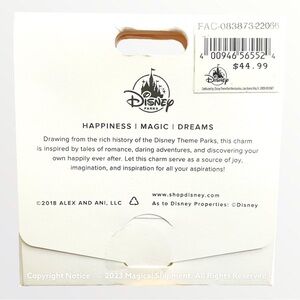 FAC-083873-22066
4 00946 56552 4
$44.99
Disney
PARKS
HAPPINESS | MAGIC | DREAMS
Drawing from the rich history of the Disney Theme Parks, this charm
is inspired by tales of romance, daring adventures, and discovering your
own happily ever after. Let this charm serve as a source of joy,
imagination, and inspiration for all your aspirations!
www.shopdisney.com
©2018 ALEX AND ANI, LLC
As to Disney Properties: ©Disney
Copyright Notice — 2023 Magical Shipment. All Rights Reserved.